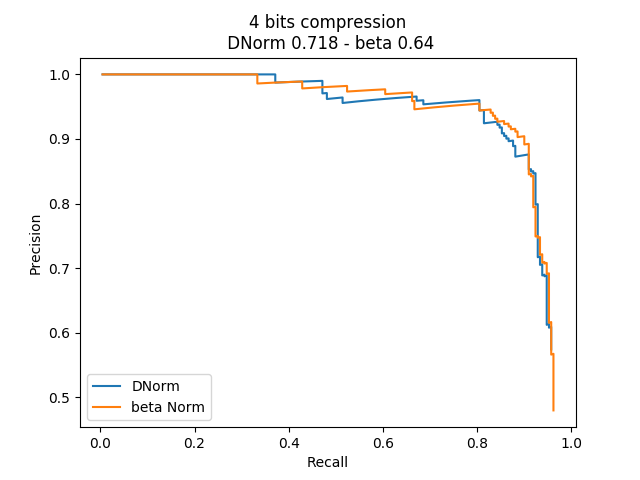 4 bits compression
DNorm 0.718 - beta 0.64
1.0
0.9
0.8
0.7
0.6
0.5
Precision
DNorm
beta Norm
0.0 0.2 0.4 0.6 0.8 1.0
Recall